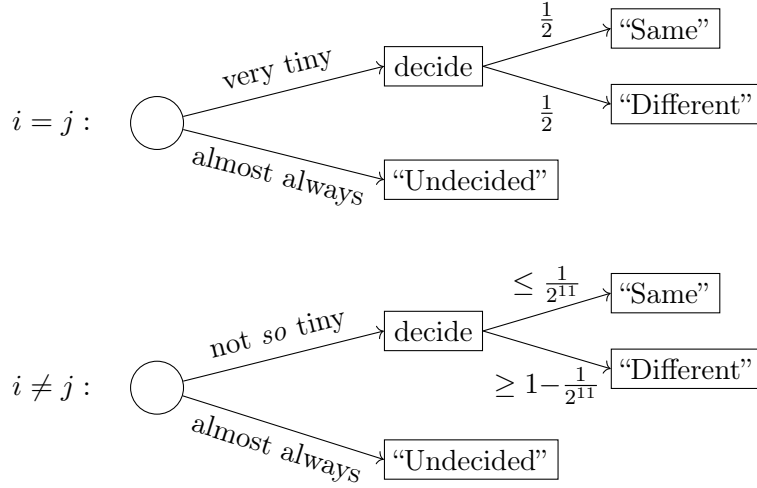 1/2
“Same”
very tiny
decide
i = j :
1/2
“Different”
almost always
“Undecided”
≤ 1/2^11
“Same”
not so tiny
decide
i ≠ j :
≥ 1−1/2^11
“Different”
almost always
“Undecided”